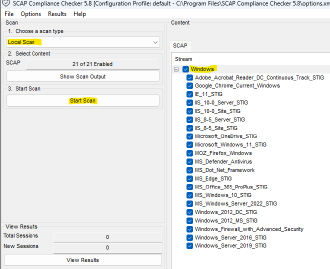 SCAP Compliance Checker 5.8 [Configuration Profile: default - C:\Program Files\SCAP Compliance Checker 5.8\options.xm
File Options Results Help
Scan
1. Choose a scan type
Local Scan
2. Select Content
SCAP 21 of 21 Enabled
Show Scan Output
3. Start Scan
Start Scan
View Results
Total Sessions 0
New Sessions 0
View Results
Content
SCAP
Stream
Windows
Adobe_Acrobat_Reader_DC_Continuous_Track_STIG
Google_Chrome_Current_Windows
IE_11_STIG
IIS_10-0_Server_STIG
IIS_10-0_Site_STIG
IIS_8-5_Server_STIG
IIS_8-5_Site_STIG
Microsoft_OneDrive_STIG
Microsoft_Windows_11_STIG
MOZ_Firefox_Windows
MS_Defender_Antivirus
MS_Dot_Net_Framework
MS_Edge_STIG
MS_Office_365_ProPlus_STIG
MS_Windows_10_STIG
MS_Windows_Server_2022_STIG
Windows_2012_DC_STIG
Windows_2012_MS_STIG
Windows_Firewall_with_Advanced_Security
Windows_Server_2016_STIG
Windows_Server_2019_STIG